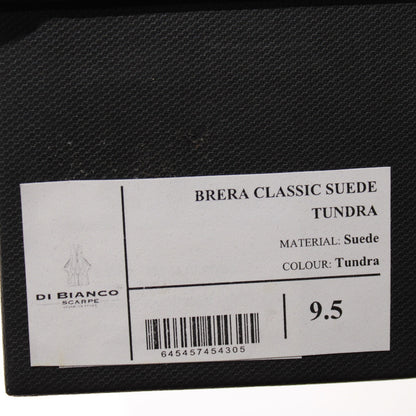 BRERA CLASSIC SUEDE
TUNDRA
MATERIAL: Suede
COLOUR: Tundra
DI BIANCO
SCARPE
9.5
645457454305